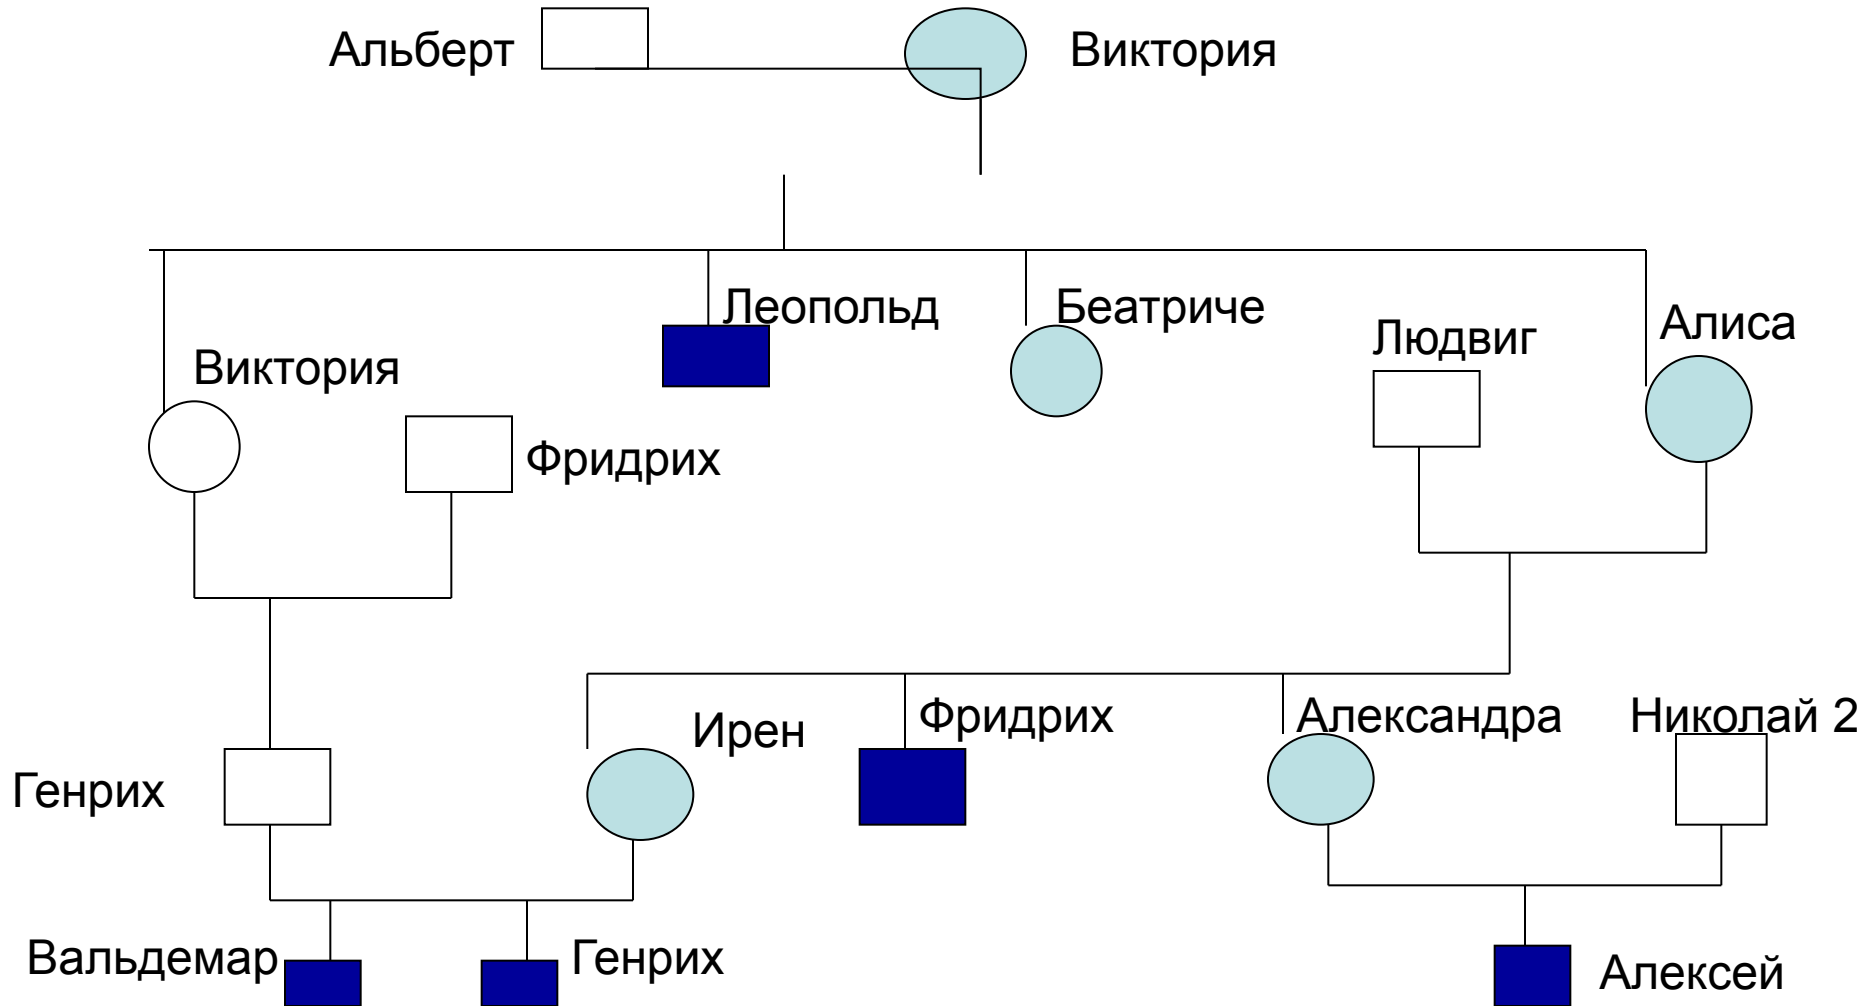 Альберт
Виктория
Леопольд
Беатриче
Людвиг
Алиса
Виктория
Фридрих
Ирен
Фридрих
Александра
Николай 2
Генрих
Вальдемар
Генрих
Алексей